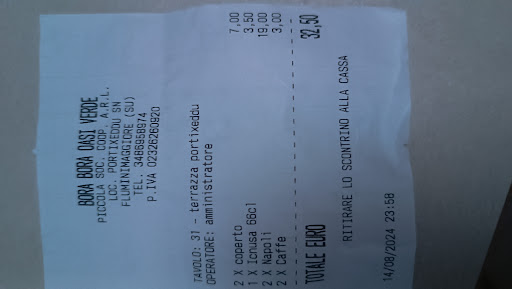 BORA BORA OASI VERDE
PICCOLA SOC. COOP. A.R.L.
LOC. PORTIXEDDU SN
FLUMINIMAGGIORE (SU)
TEL. 3486958974
P.IVA 02326260920
TAVOLO: 31 - terrazza portixeddu
OPERATORE: amministratore
2 X coperto 7,00
1 X Icnusa 66cl 3,50
2 X Napoli 19,00
2 X Caffe 3,00
TOTALE EURO 32,50
RITIRARE LO SCONTRINO ALLA CASSA
14/08/2024 23:58